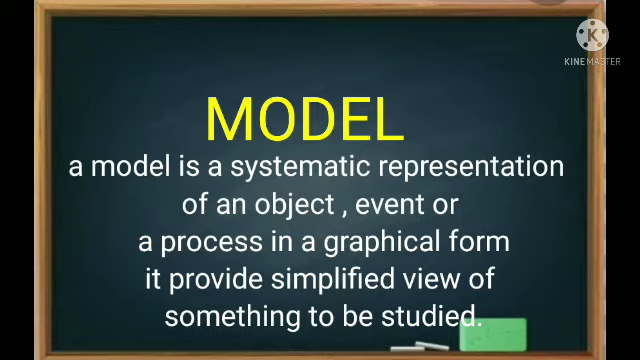 K
KINEMASTER
MODEL
a model is a systematic representation
of an object , event or
a process in a graphical form
it provide simplified view of
something to be studied.